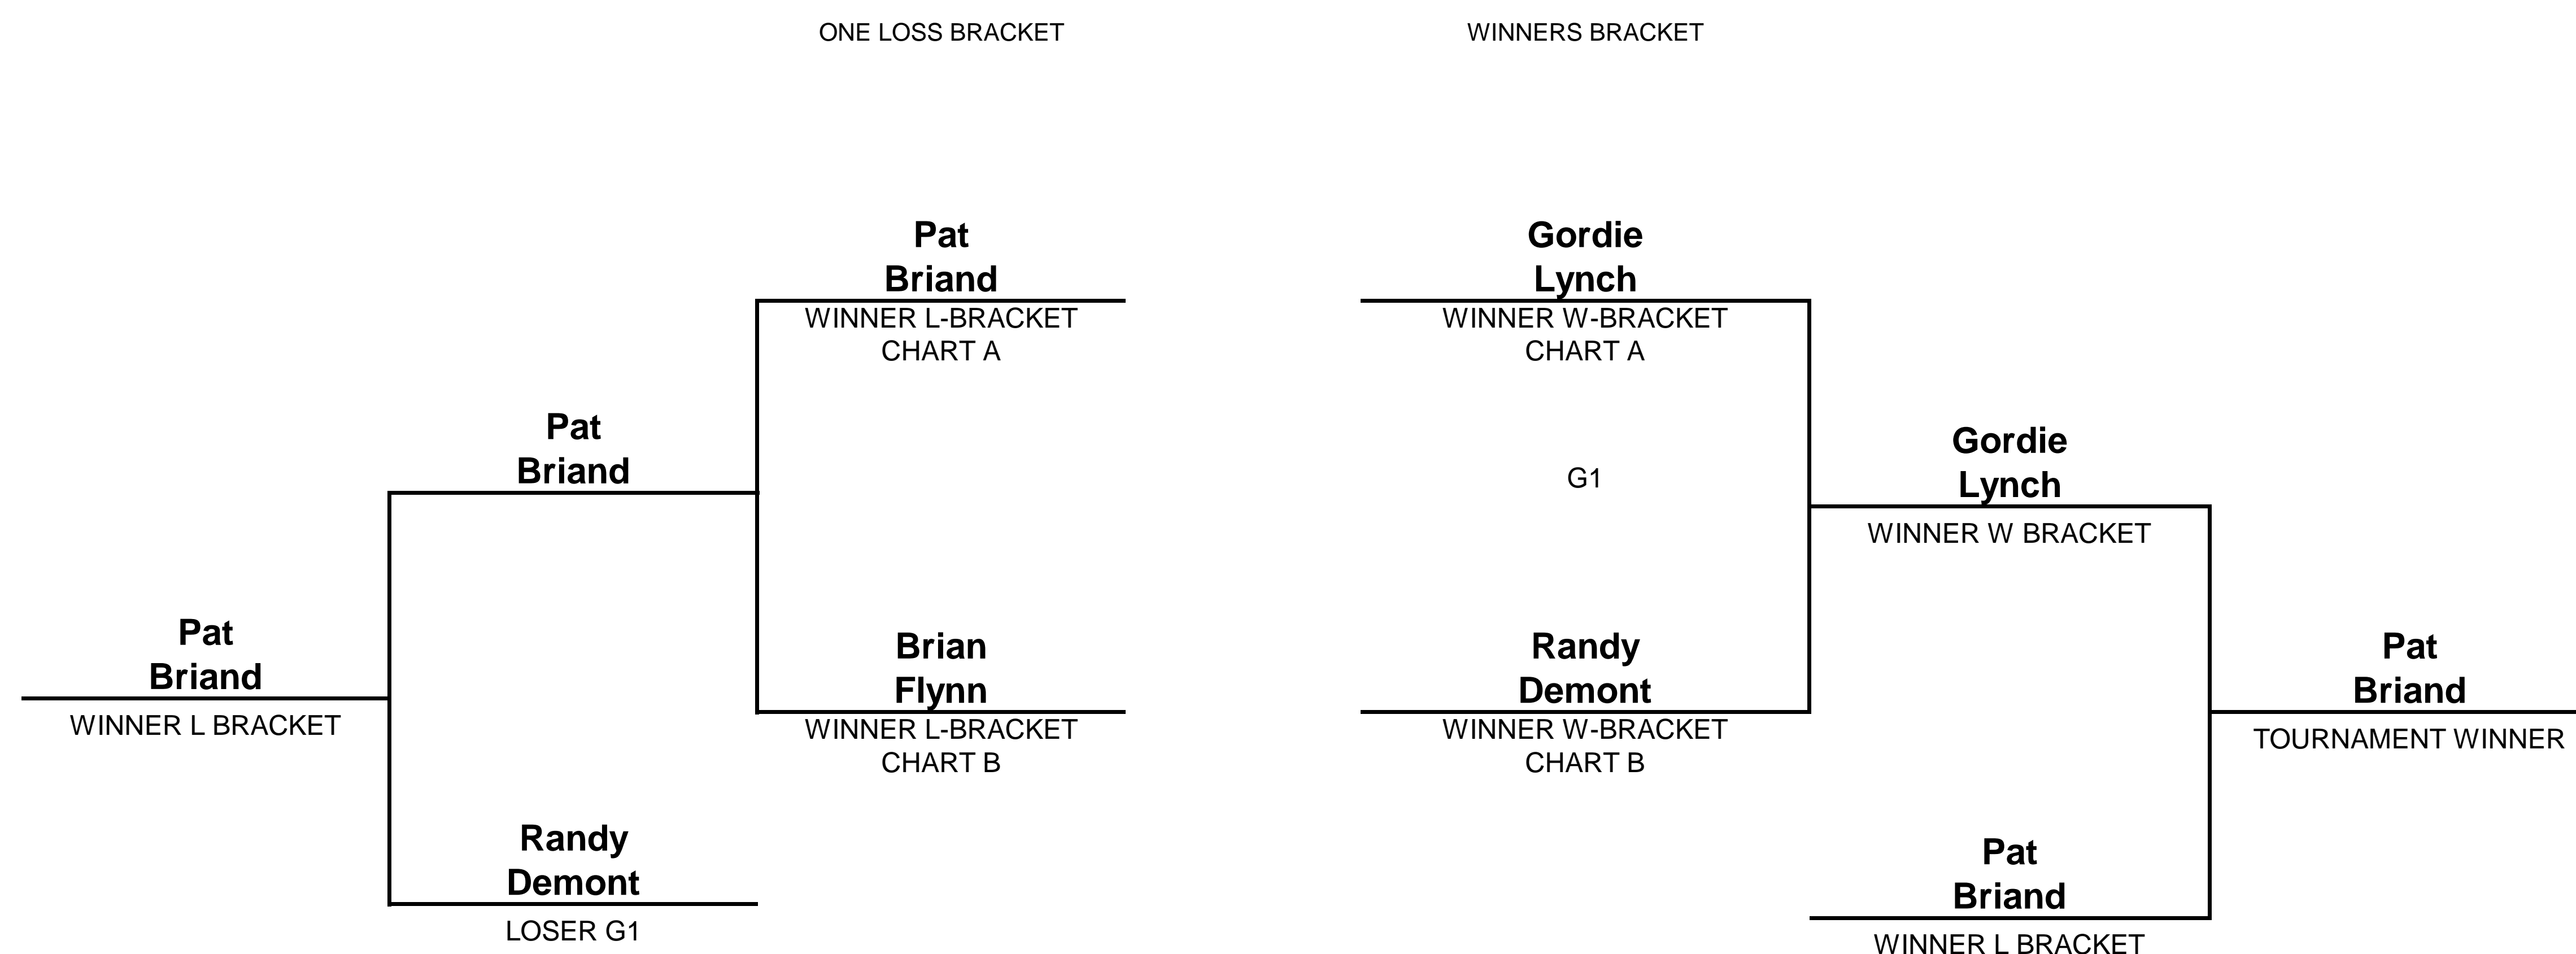 ONE LOSS BRACKET
WINNERS BRACKET
Pat
Briand
WINNER L-BRACKET
CHART A
Gordie
Lynch
WINNER W-BRACKET
CHART A
Pat
Briand
G1
Gordie
Lynch
WINNER W BRACKET
Pat
Briand
WINNER L BRACKET
Brian
Flynn
WINNER L-BRACKET
CHART B
Randy
Demont
WINNER W-BRACKET
CHART B
Pat
Briand
TOURNAMENT WINNER
Randy
Demont
LOSER G1
Pat
Briand
WINNER L BRACKET